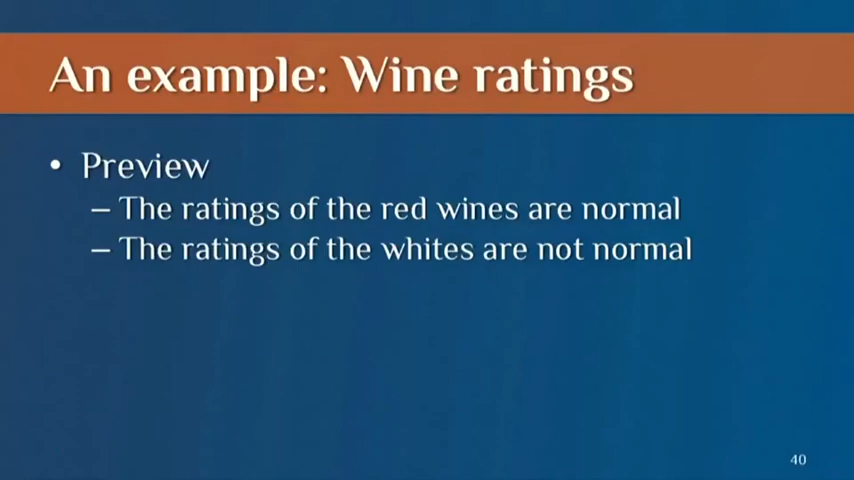 An example: Wine ratings
• Preview
– The ratings of the red wines are normal
– The ratings of the whites are not normal
40